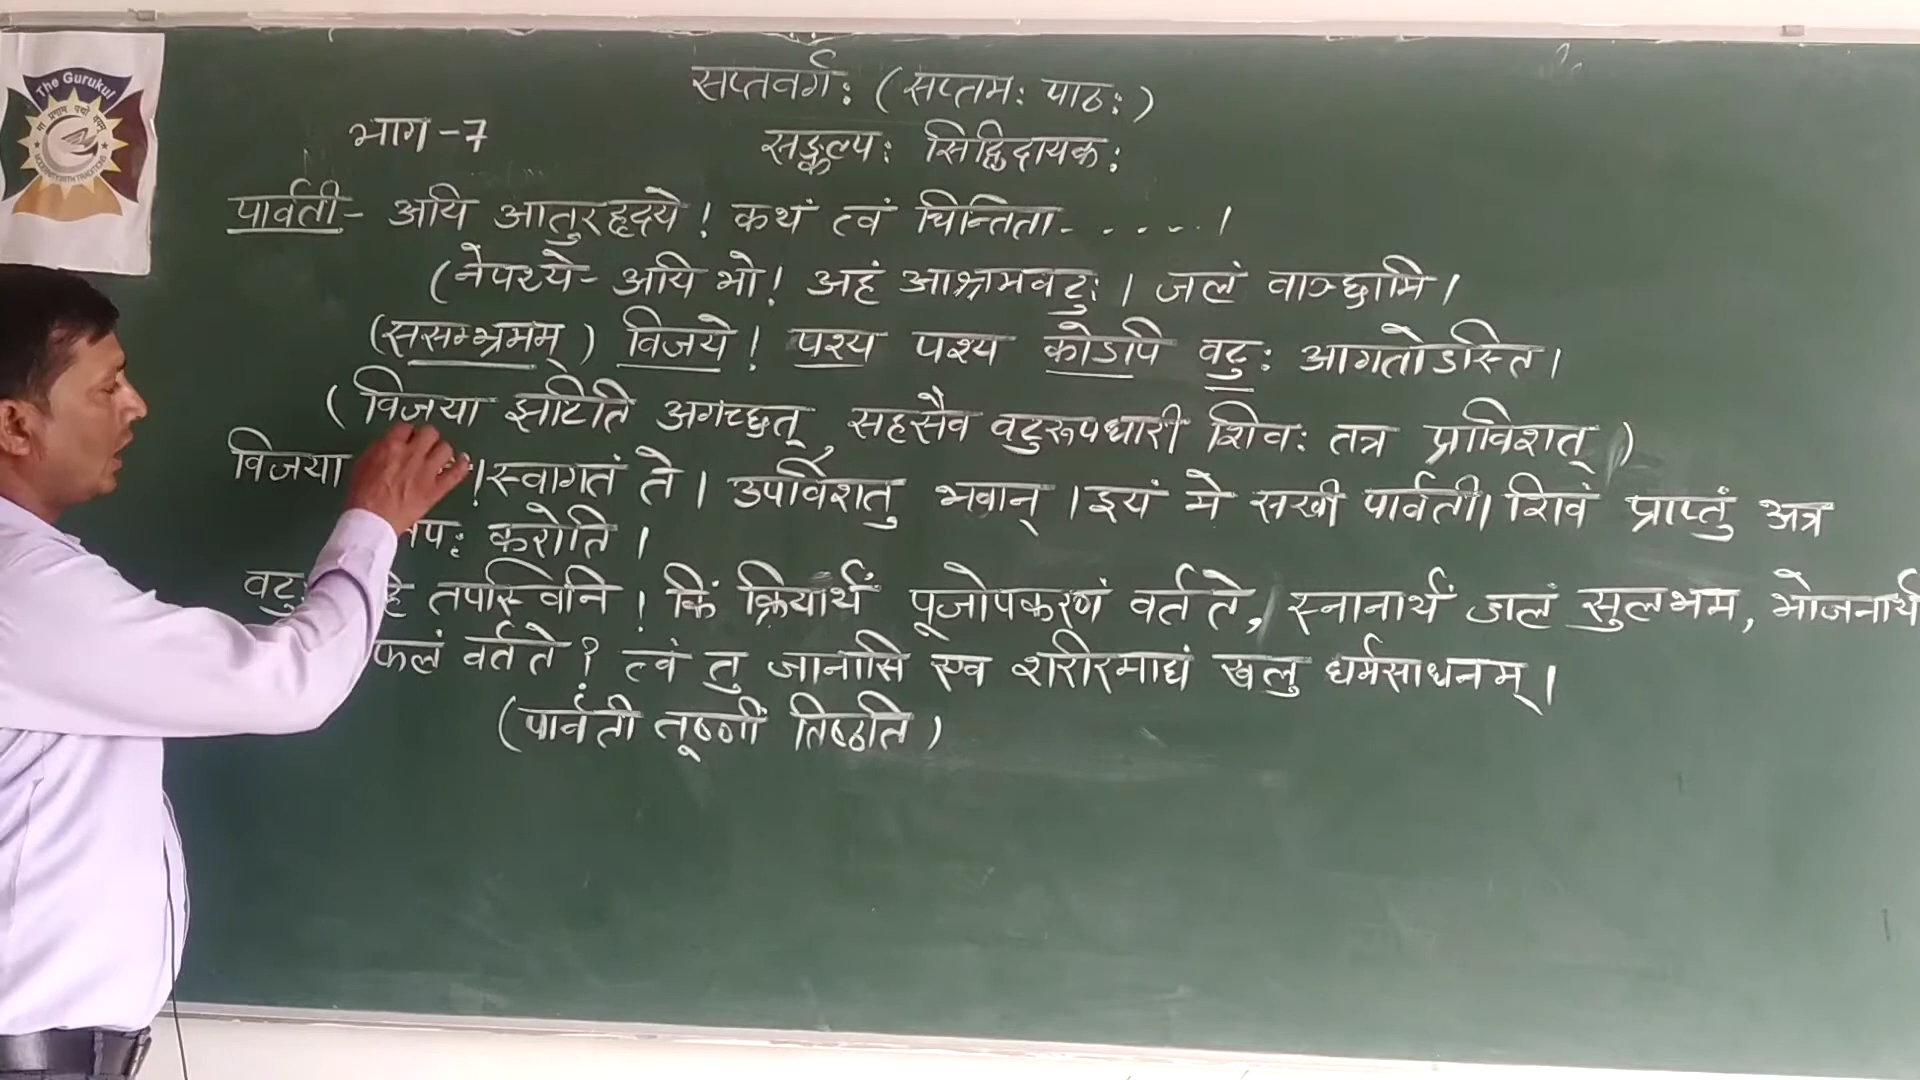 The Gurukul
सप्तवर्गः (सप्तमः पाठः)
भाग -7
सङ्कल्पः सिद्धिदायकः
पार्वती - अयि आतुरहृदये ! कथं त्वं चिन्तिता - . . . - . ।
(नेपथ्ये- अयि भो! अहं आश्रमवटुः । जलं वाञ्छामि ।
(ससम्भ्रमम्) विजये ! पश्य पश्य कोऽपि वटुः आगतोऽस्ति ।
(विजया झटिति अगच्छत्, सहसैव वटुरूपधारी शिवः तत्र प्राविशत्)
विजया । स्वागतं ते । उपविशतु भवान् । इयं मे सखी पार्वती। शिवं प्राप्तुं अत्र
तपः करोति ।
वटुः हे तपस्विनि ! किं क्रियार्थं पूजोपकरणं वर्तते, स्नानार्थं जलं सुलभम, भोजनार्थ
फलं वर्तते ? त्वं तु जानासि एव शरीरमाद्यं खलु धर्मसाधनम् ।
(पार्वती तूष्णीं तिष्ठति)